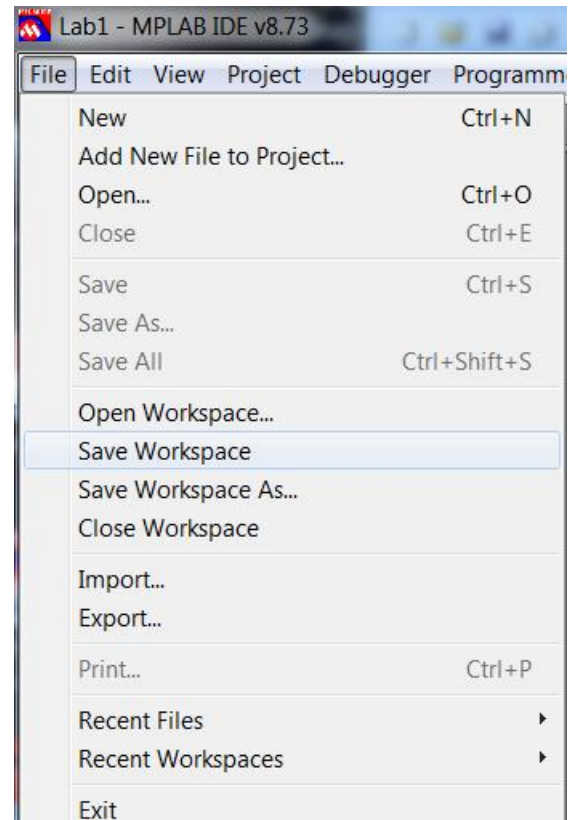 Lab1 - MPLAB IDE v8.73
File Edit View Project Debugger Programm
New Ctrl+N
Add New File to Project...
Open... Ctrl+O
Close Ctrl+E
Save Ctrl+S
Save As...
Save All Ctrl+Shift+S
Open Workspace...
Save Workspace
Save Workspace As...
Close Workspace
Import...
Export...
Print... Ctrl+P
Recent Files
Recent Workspaces
Exit